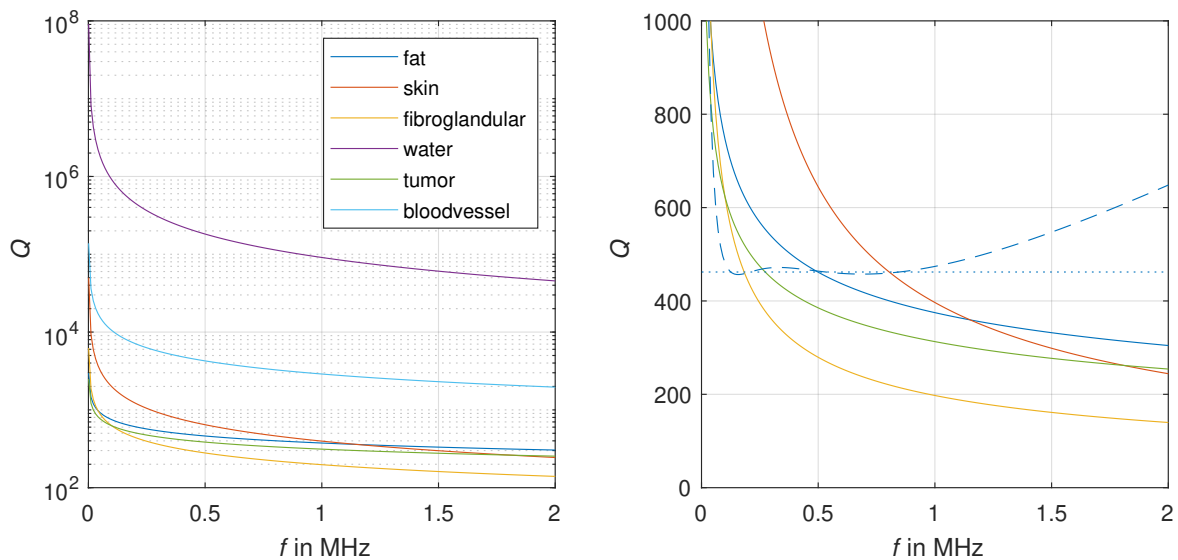 10^8
10^6
10^4
10^2
Q
0
0.5
1
1.5
2
f in MHz
fat
skin
fibroglandular
water
tumor
bloodvessel
1000
800
600
400
200
0
Q
0
0.5
1
1.5
2
f in MHz